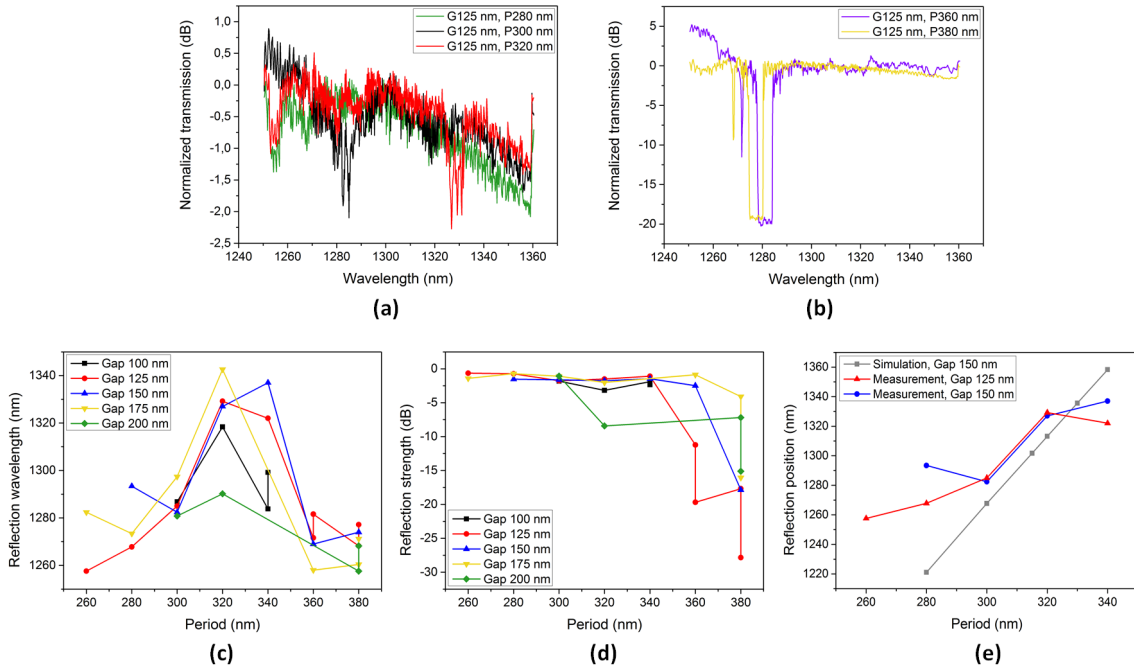 G125 nm, P280 nm
G125 nm, P300 nm
G125 nm, P320 nm
Normalized transmission (dB)
1,0
0,5
0,0
-0,5
-1,0
-1,5
-2,0
-2,5
1240 1260 1280 1300 1320 1340 1360
Wavelength (nm)
(a)
G125 nm, P360 nm
G125 nm, P380 nm
Normalized transmission (dB)
5
0
-5
-10
-15
-20
1240 1260 1280 1300 1320 1340 1360
Wavelength (nm)
(b)
Gap 100 nm
Gap 125 nm
Gap 150 nm
Gap 175 nm
Gap 200 nm
Reflection wavelength (nm)
1340
1320
1300
1280
1260
260 280 300 320 340 360 380
Period (nm)
(c)
Reflection strength (dB)
0
-5
-10
-15
-20
-25
-30
Gap 100 nm
Gap 125 nm
Gap 150 nm
Gap 175 nm
Gap 200 nm
260 280 300 320 340 360 380
Period (nm)
(d)
Simulation, Gap 150 nm
Measurement, Gap 125 nm
Measurement, Gap 150 nm
Reflection position (nm)
1360
1340
1320
1300
1280
1260
1240
1220
260 280 300 320 340
Period (nm)
(e)